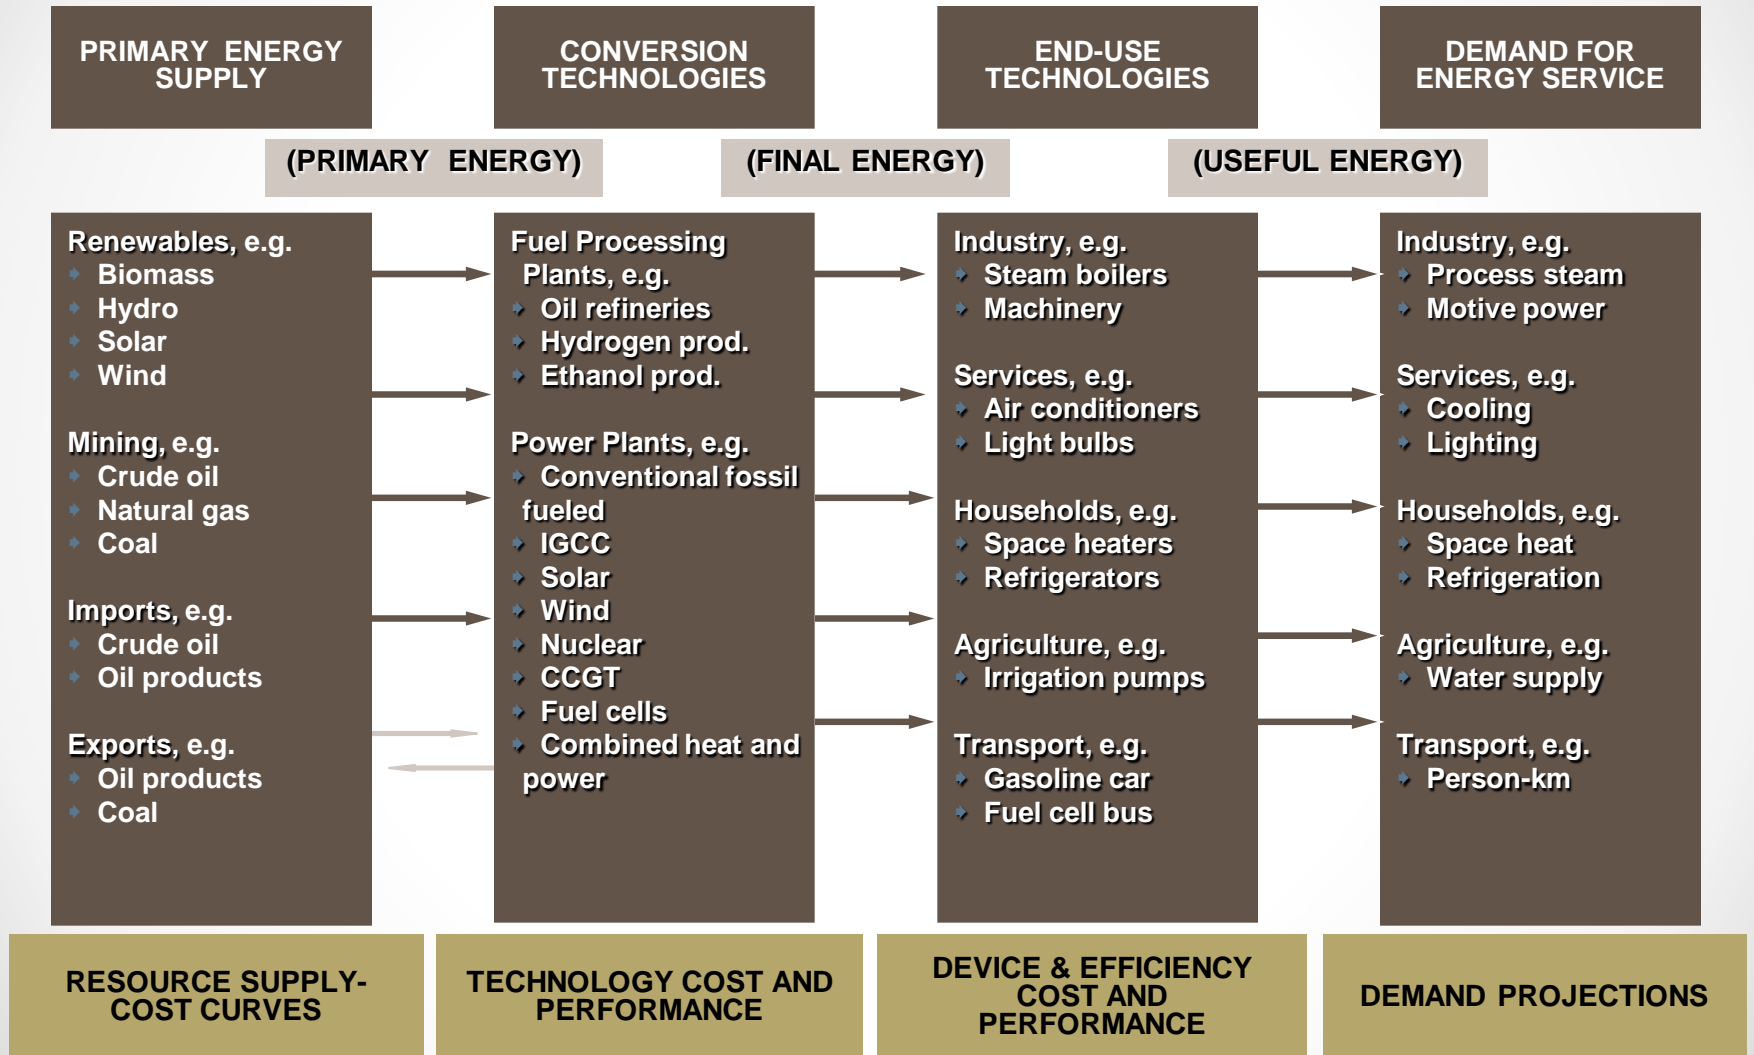 PRIMARY ENERGY
SUPPLY
CONVERSION
TECHNOLOGIES
END-USE
TECHNOLOGIES
DEMAND FOR
ENERGY SERVICE
(PRIMARY ENERGY)
(FINAL ENERGY)
(USEFUL ENERGY)
Renewables, e.g.
Biomass
Hydro
Solar
Wind
Mining, e.g.
Crude oil
Natural gas
Coal
Imports, e.g.
Crude oil
Oil products
Exports, e.g.
Oil products
Coal
Fuel Processing
Plants, e.g.
Oil refineries
Hydrogen prod.
Ethanol prod.
Power Plants, e.g.
Conventional fossil
fueled
IGCC
Solar
Wind
Nuclear
CCGT
Fuel cells
Combined heat and
power
Industry, e.g.
Steam boilers
Machinery
Services, e.g.
Air conditioners
Light bulbs
Households, e.g.
Space heaters
Refrigerators
Agriculture, e.g.
Irrigation pumps
Transport, e.g.
Gasoline car
Fuel cell bus
Industry, e.g.
Process steam
Motive power
Services, e.g.
Cooling
Lighting
Households, e.g.
Space heat
Refrigeration
Agriculture, e.g.
Water supply
Transport, e.g.
Person-km
RESOURCE SUPPLY-
COST CURVES
TECHNOLOGY COST AND
PERFORMANCE
DEVICE & EFFICIENCY
COST AND
PERFORMANCE
DEMAND PROJECTIONS